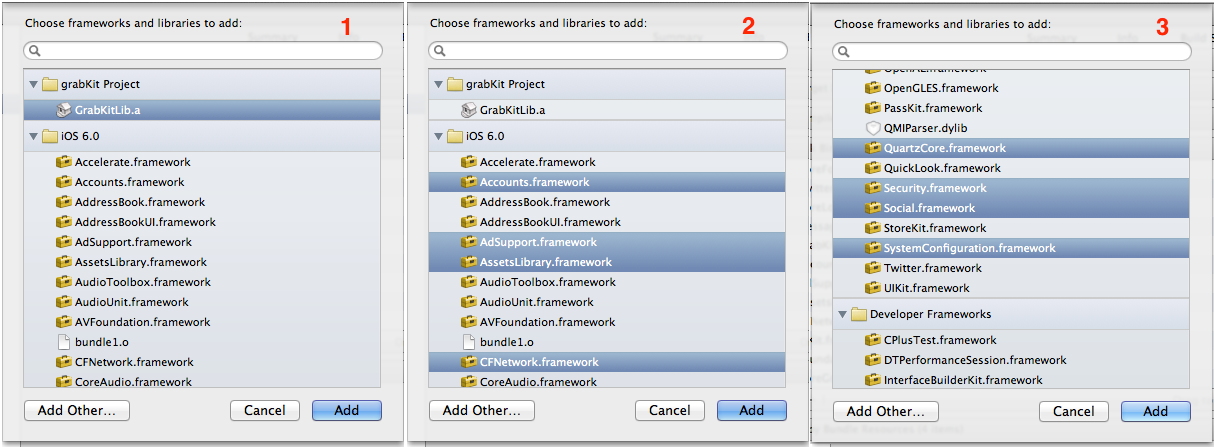 Choose frameworks and libraries to add:
1
grabKit Project
GrabKitLib.a
iOS 6.0
Accelerate.framework
Accounts.framework
AddressBook.framework
AddressBookUI.framework
AdSupport.framework
AssetsLibrary.framework
AudioToolbox.framework
AudioUnit.framework
AVFoundation.framework
bundle1.o
CFNetwork.framework
CoreAudio.framework
Add Other...
Cancel
Add
Choose frameworks and libraries to add:
2
grabKit Project
GrabKitLib.a
iOS 6.0
Accelerate.framework
Accounts.framework
AddressBook.framework
AddressBookUI.framework
AdSupport.framework
AssetsLibrary.framework
AudioToolbox.framework
AudioUnit.framework
AVFoundation.framework
bundle1.o
CFNetwork.framework
CoreAudio.framework
Add Other...
Cancel
Add
Choose frameworks and libraries to add:
3
OpenAL.framework
OpenGLES.framework
PassKit.framework
QMIParser.dylib
QuartzCore.framework
QuickLook.framework
Security.framework
Social.framework
StoreKit.framework
SystemConfiguration.framework
Twitter.framework
UIKit.framework
Developer Frameworks
CPlusTest.framework
DTPerformanceSession.framework
InterfaceBuilderKit.framework
Add Other...
Cancel
Add